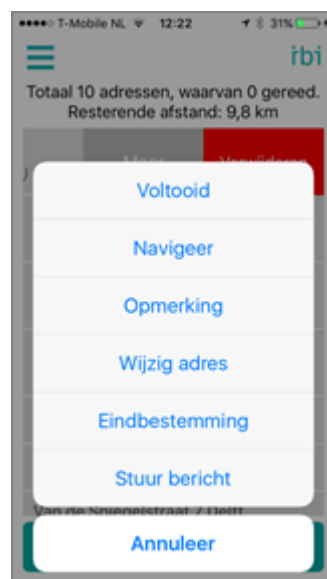 T-Mobile NL 12:22 31%
rbi
Totaal 10 adressen, waarvan 0 gereed.
Resterende afstand: 9,8 km
Meer Verwijderen
Voltooid
Navigeer
Opmerking
Wijzig adres
Eindbestemming
Stuur bericht
Van de Spiegelstraat 7 Delft
Annuleer